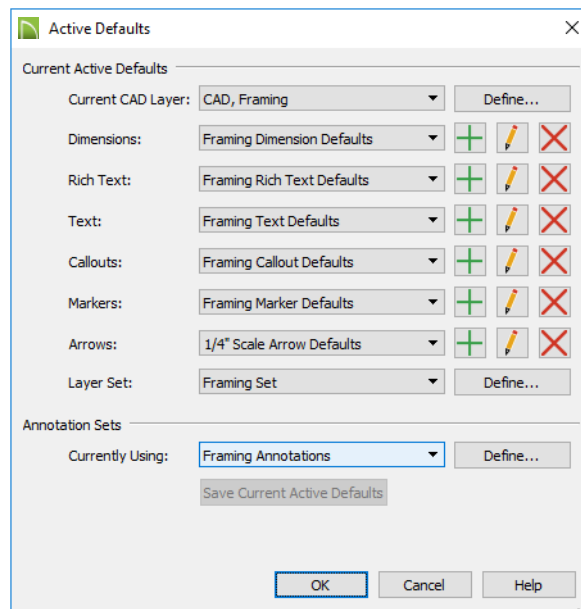 Active Defaults
Current Active Defaults
Current CAD Layer: CAD, Framing Define...
Dimensions: Framing Dimension Defaults
Rich Text: Framing Rich Text Defaults
Text: Framing Text Defaults
Callouts: Framing Callout Defaults
Markers: Framing Marker Defaults
Arrows: 1/4" Scale Arrow Defaults
Layer Set: Framing Set Define...
Annotation Sets
Currently Using: Framing Annotations Define...
Save Current Active Defaults
OK Cancel Help